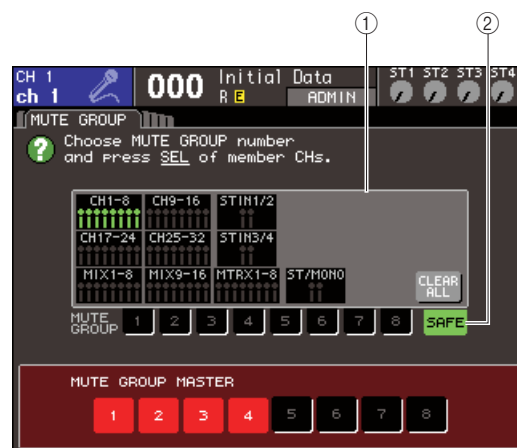 ① ②
CH 1 000 Initial Data ST1 ST2 ST3 ST4
ch 1 R E ADMIN
MUTE GROUP
? Choose MUTE GROUP number
and press SEL of member CHs.
CH1-8 CH9-16 STIN1/2
CH17-24 CH25-32 STIN3/4
MIX1-8 MIX9-16 MTRX1-8 ST/MONO
CLEAR
ALL
MUTE
GROUP 1 2 3 4 5 6 7 8 SAFE
MUTE GROUP MASTER
1 2 3 4 5 6 7 8